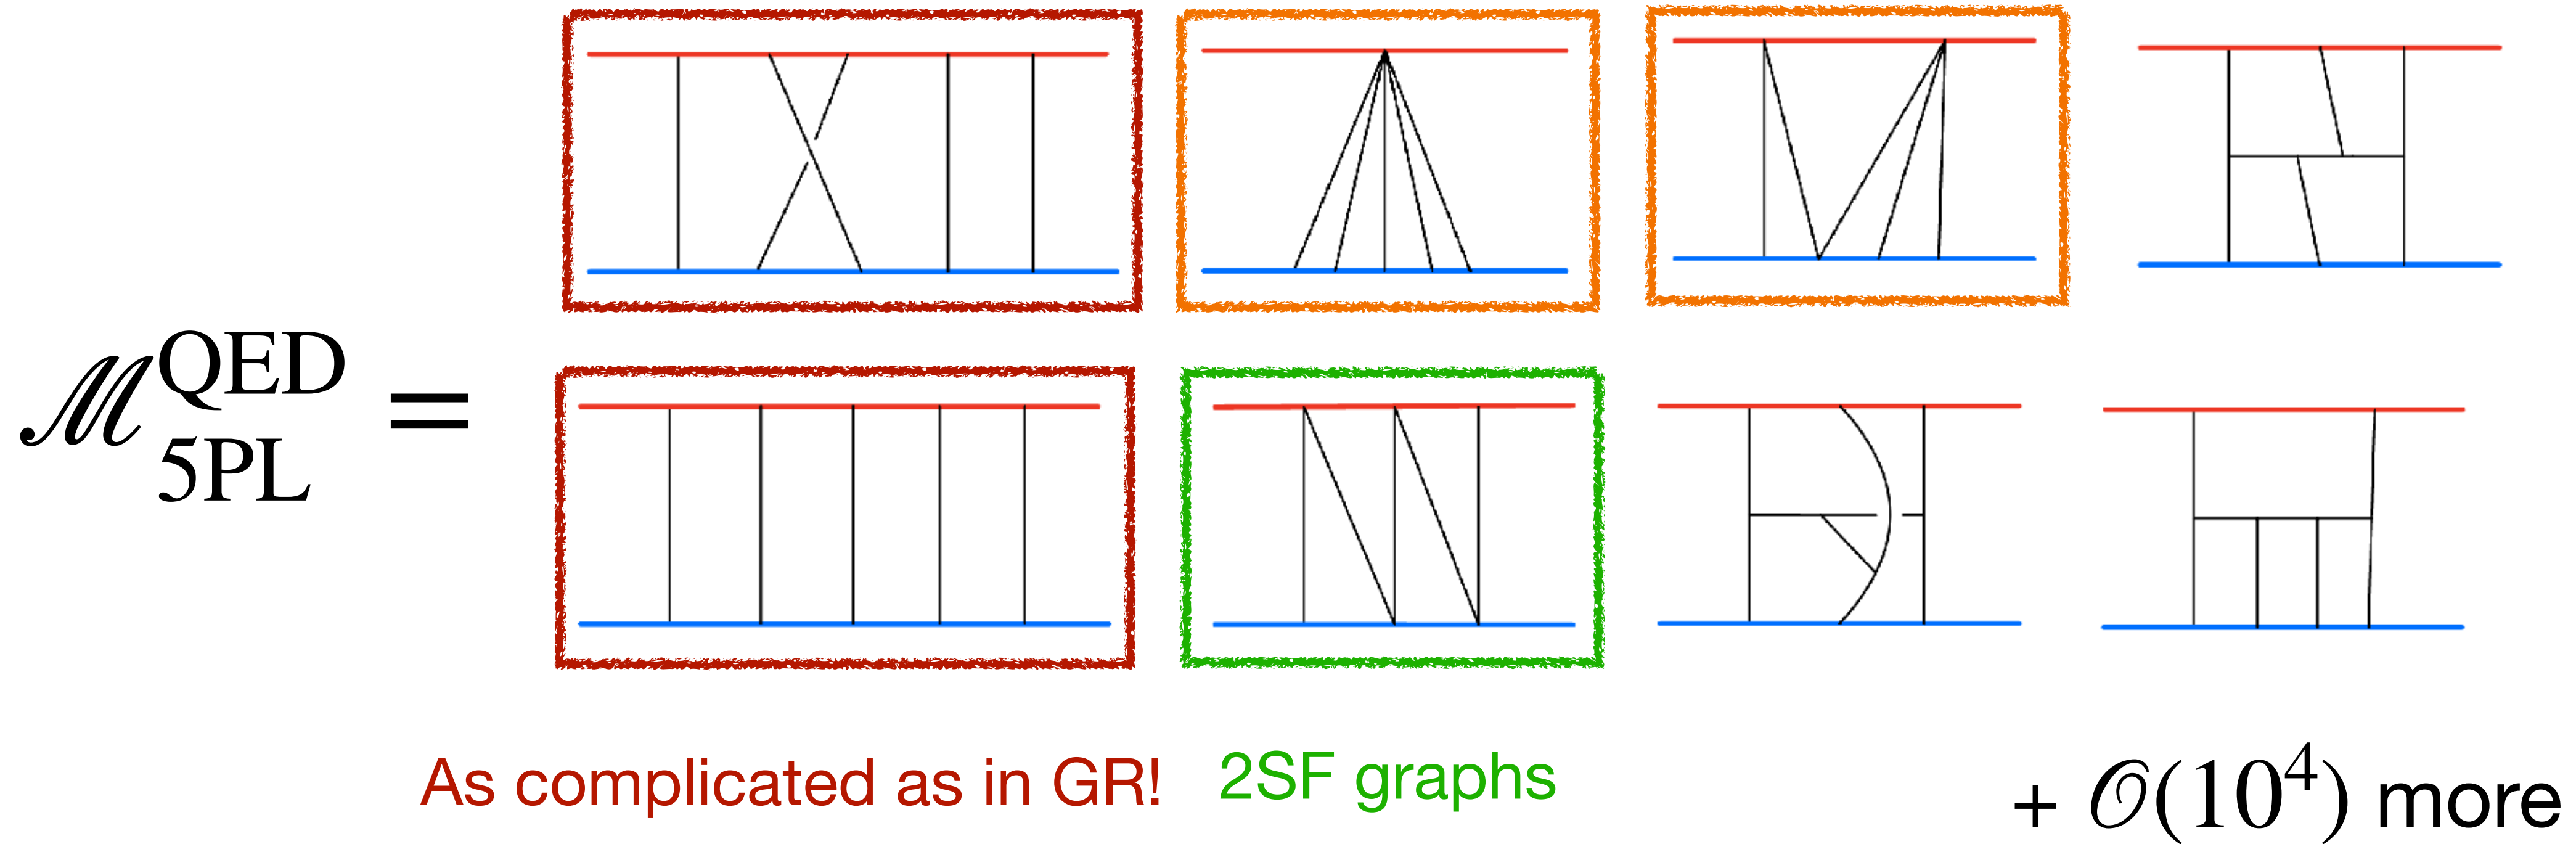 ℳ^QED_5PL =
As complicated as in GR!
2SF graphs
+ 𝒪(10^4) more